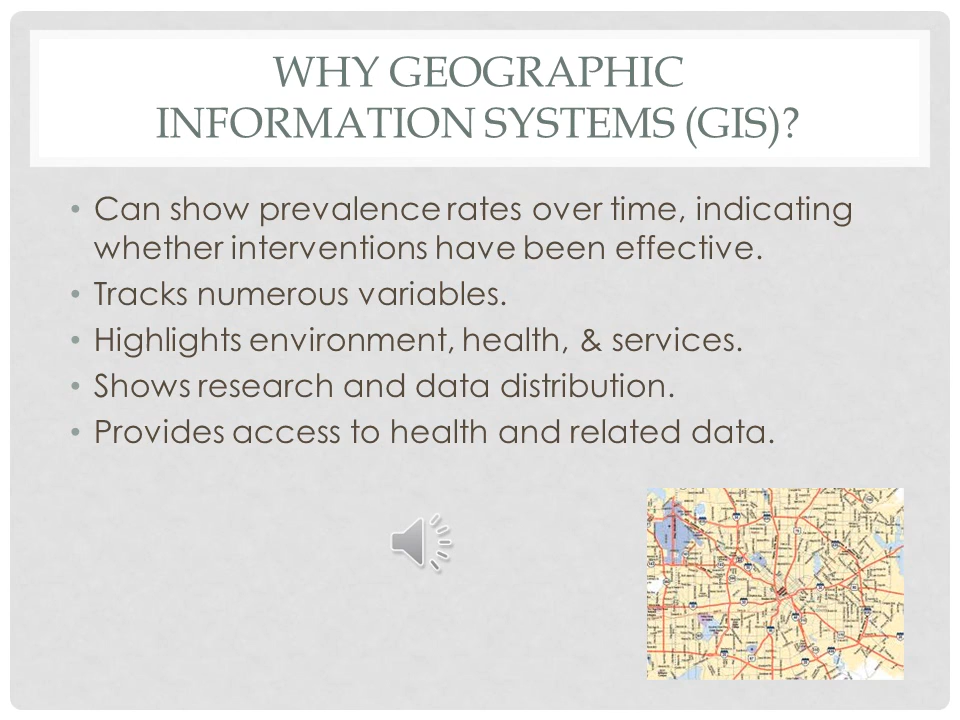 WHY GEOGRAPHIC
INFORMATION SYSTEMS (GIS)?
• Can show prevalence rates over time, indicating
whether interventions have been effective.
• Tracks numerous variables.
• Highlights environment, health, & services.
• Shows research and data distribution.
• Provides access to health and related data.